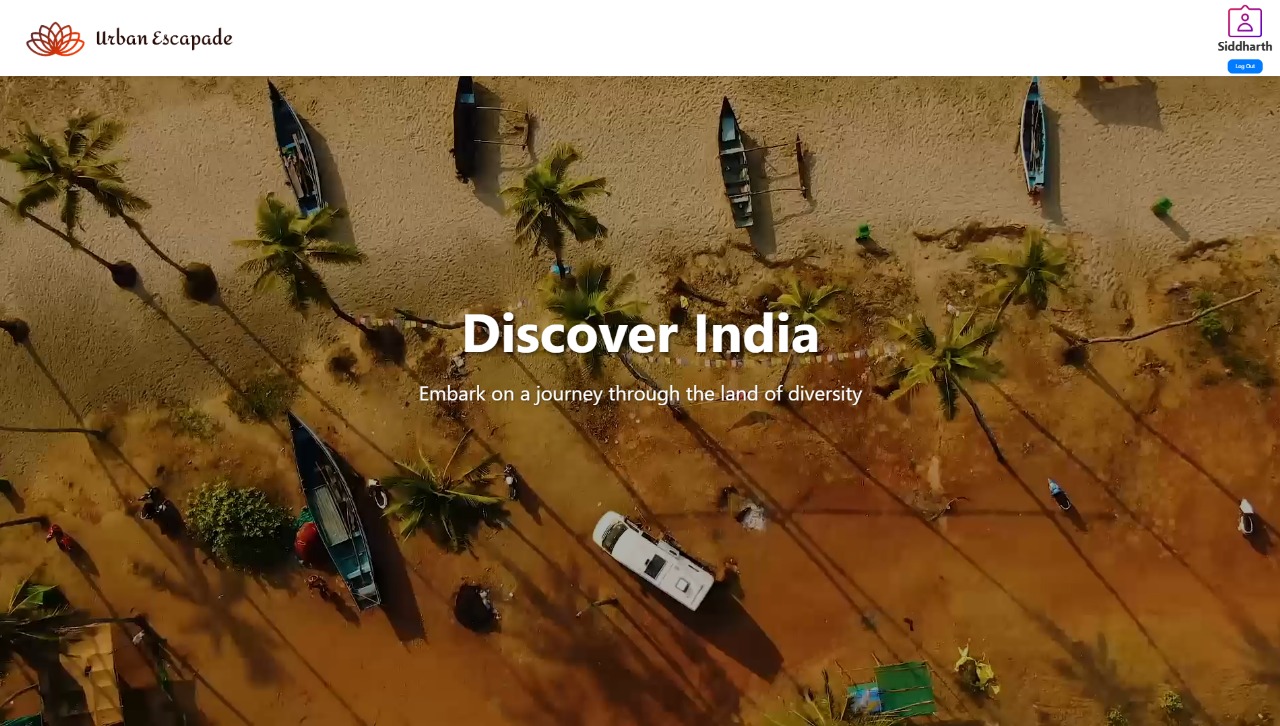 Urban Escapade
Siddharth
Log Out
Discover India
Embark on a journey through the land of diversity